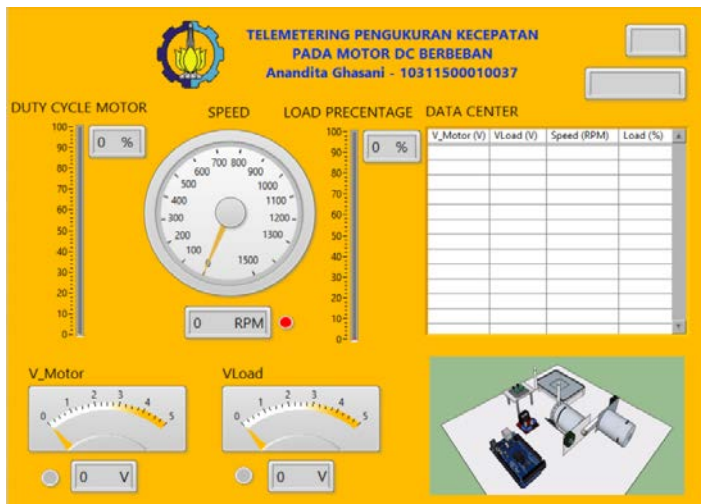 TELEMETERING PENGUKURAN KECEPATAN
PADA MOTOR DC BERBEBAN
Anandita Ghasani - 10311500010037
DUTY CYCLE MOTOR
100
90
80
70
60
50
40
30
20
10
0
0 %
SPEED
0
100
200
300
400
500
600
700
800
900
1000
1100
1200
1300
1500
0 RPM
LOAD PRECENTAGE
100
90
80
70
60
50
40
30
20
10
0
0 %
DATA CENTER
V_Motor (V) VLoad (V) Speed (RPM) Load (%)
V_Motor
0 1 2 3 4 5
0 V
VLoad
0 1 2 3 4 5
0 V